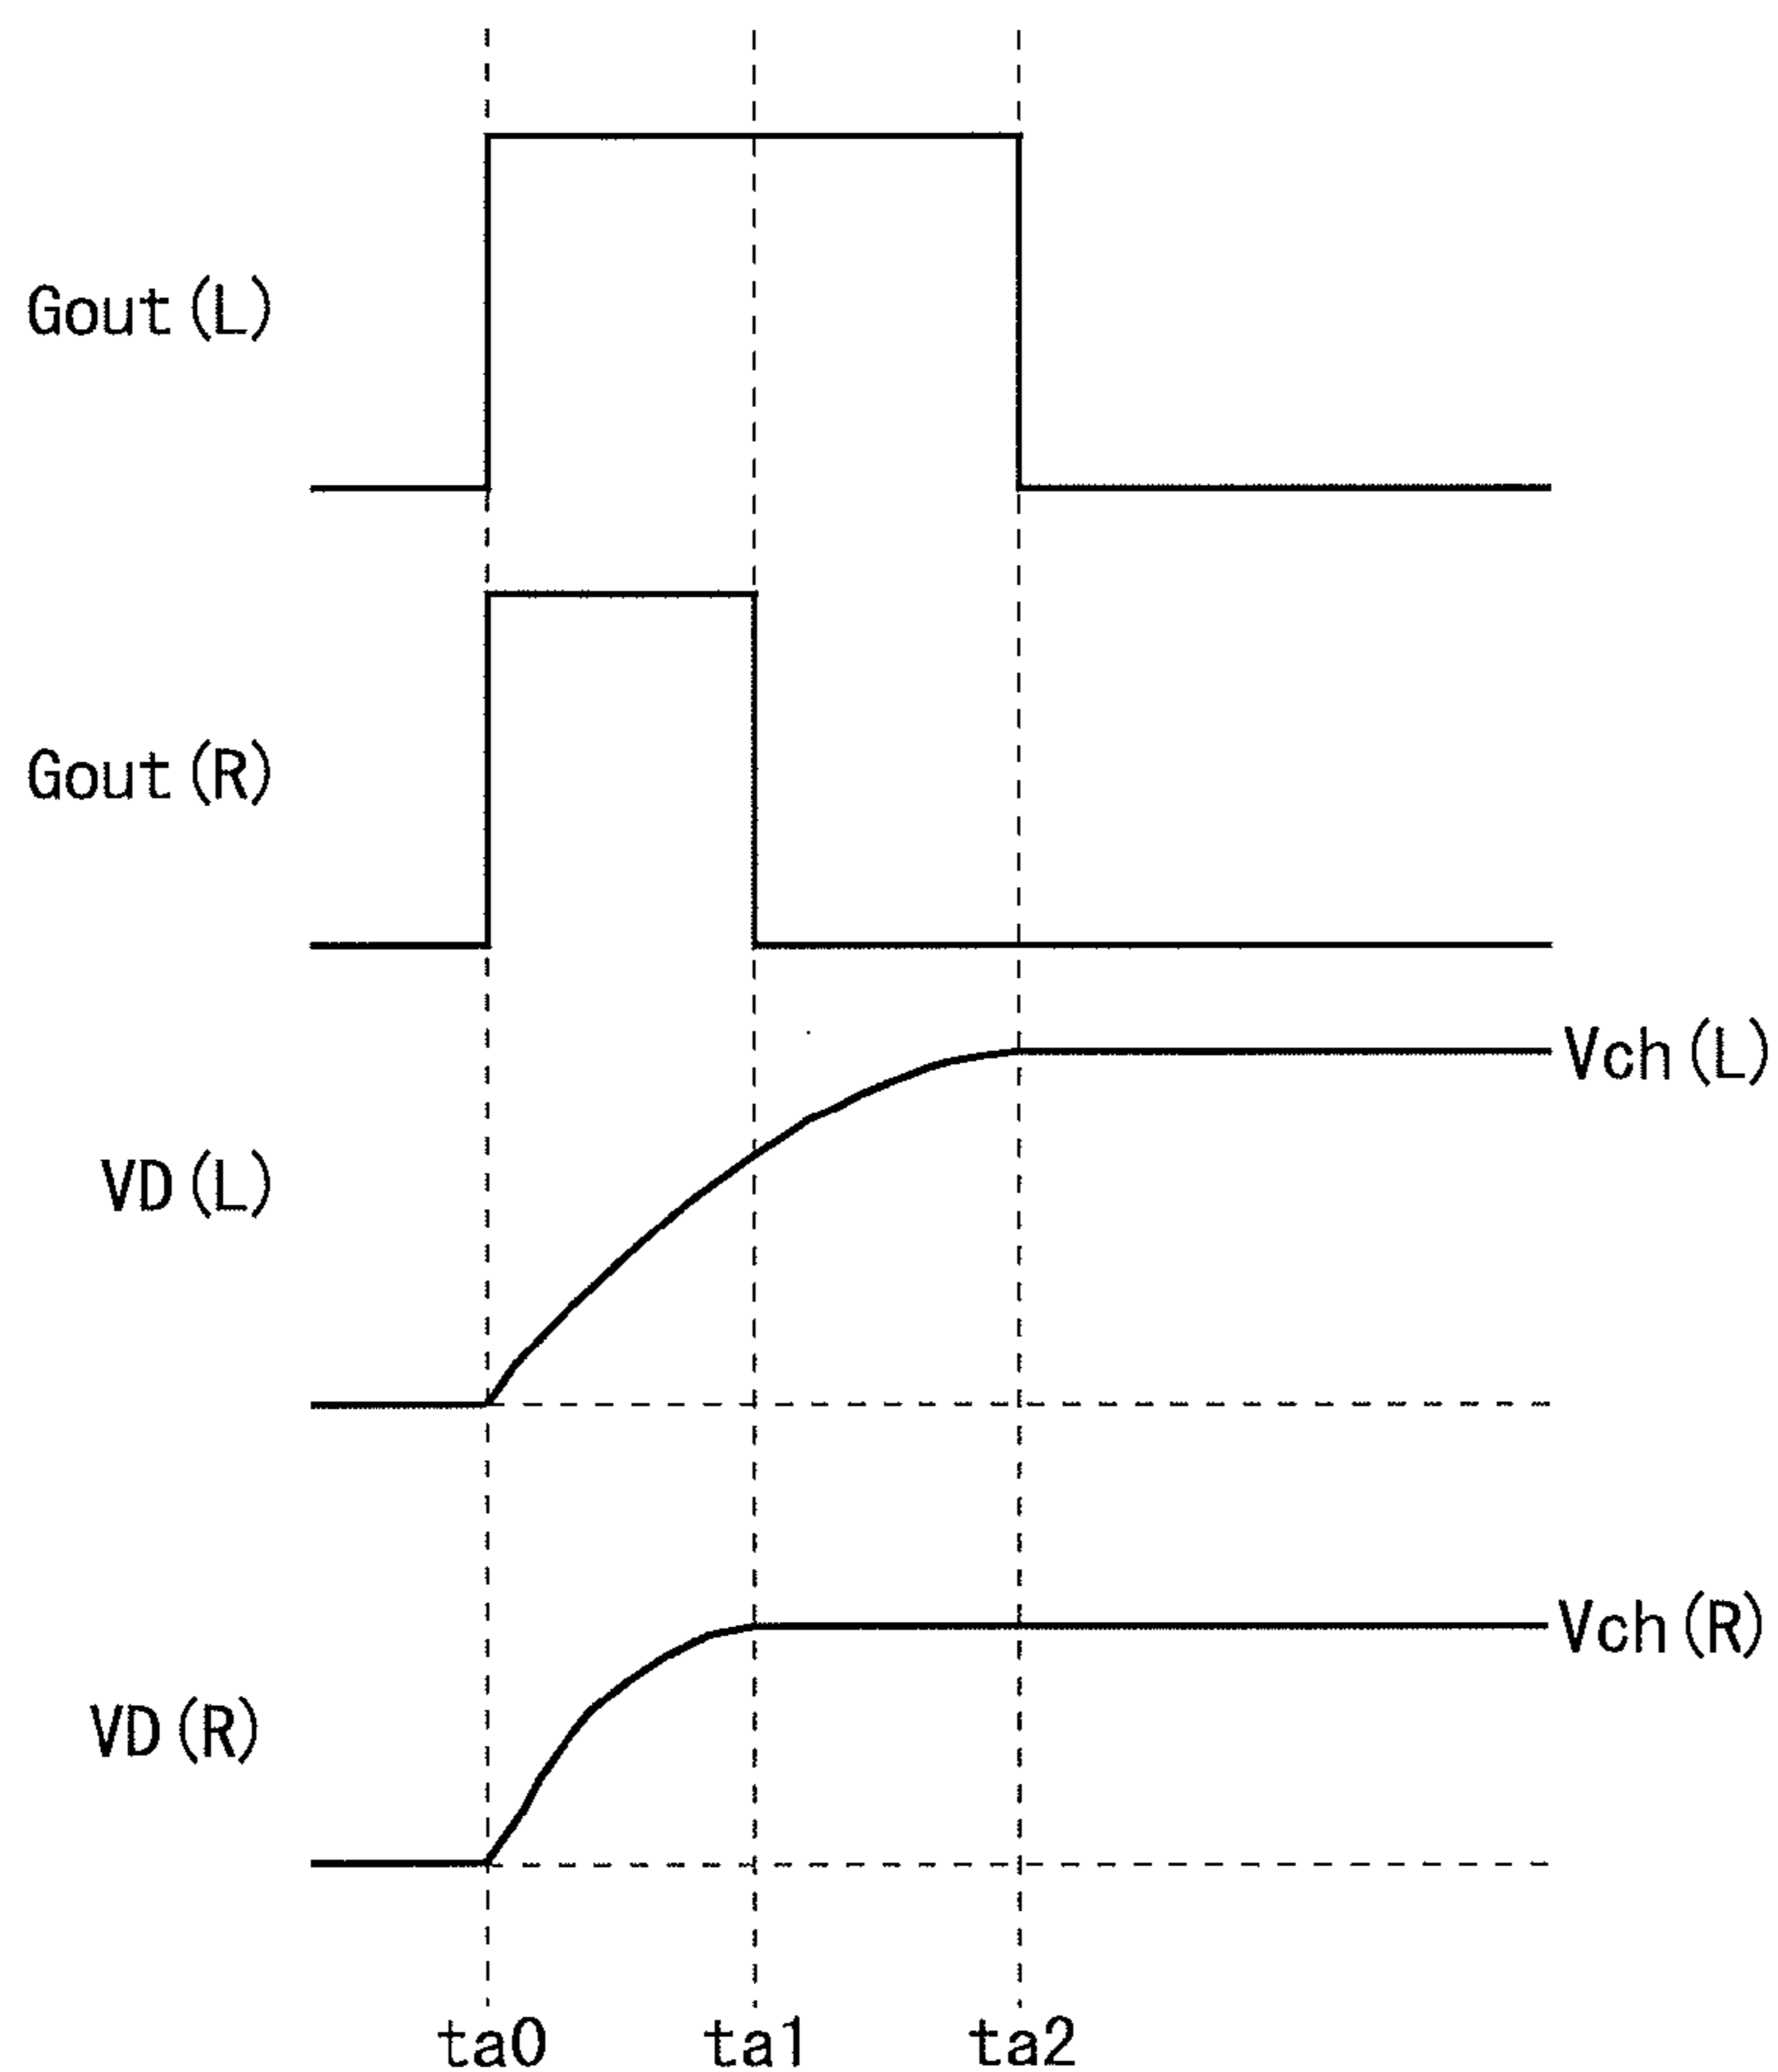 Gout(L)
Gout(R)
Vch(L)
VD(L)
Vch(R)
VD(R)
ta0 ta1 ta2